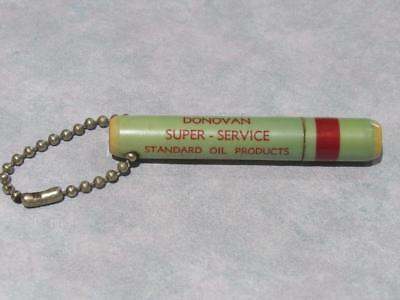 DONOVAN
SUPER - SERVICE
STANDARD OIL PRODUCTS